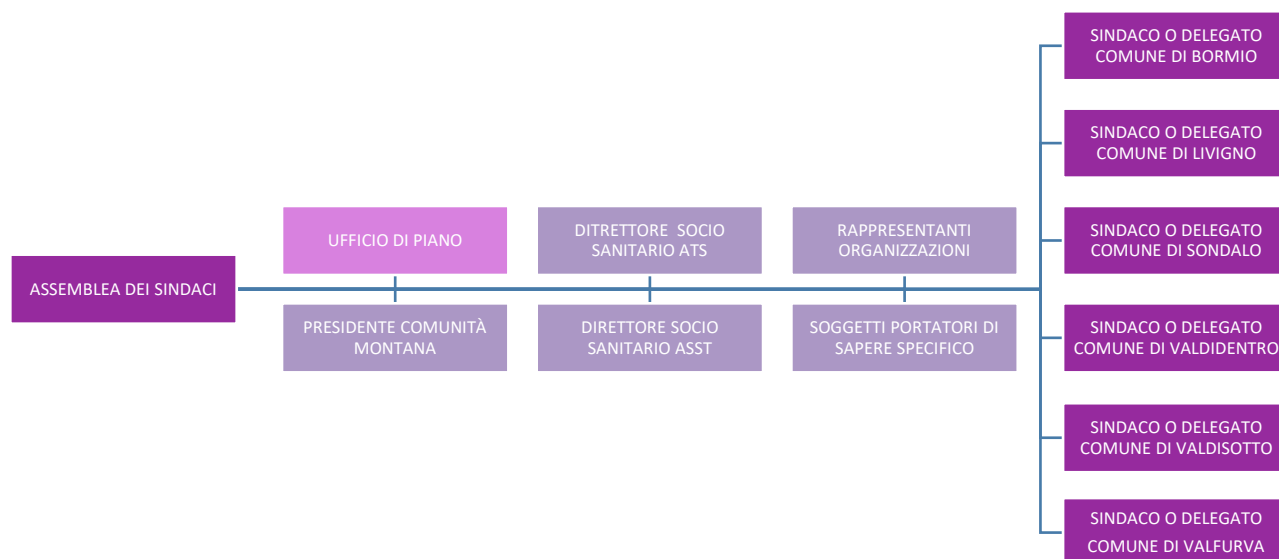 ASSEMBLEA DEI SINDACI
UFFICIO DI PIANO
DITRETTORE SOCIO
SANITARIO ATS
RAPPRESENTANTI
ORGANIZZAZIONI
PRESIDENTE COMUNITÀ
MONTANA
DIRETTORE SOCIO
SANITARIO ASST
SOGGETTI PORTATORI DI
SAPERE SPECIFICO
SINDACO O DELEGATO
COMUNE DI BORMIO
SINDACO O DELEGATO
COMUNE DI LIVIGNO
SINDACO O DELEGATO
COMUNE DI SONDALO
SINDACO O DELEGATO
COMUNE DI VALDIDENTRO
SINDACO O DELEGATO
COMUNE DI VALDISOTTO
SINDACO O DELEGATO
COMUNE DI VALFURVA